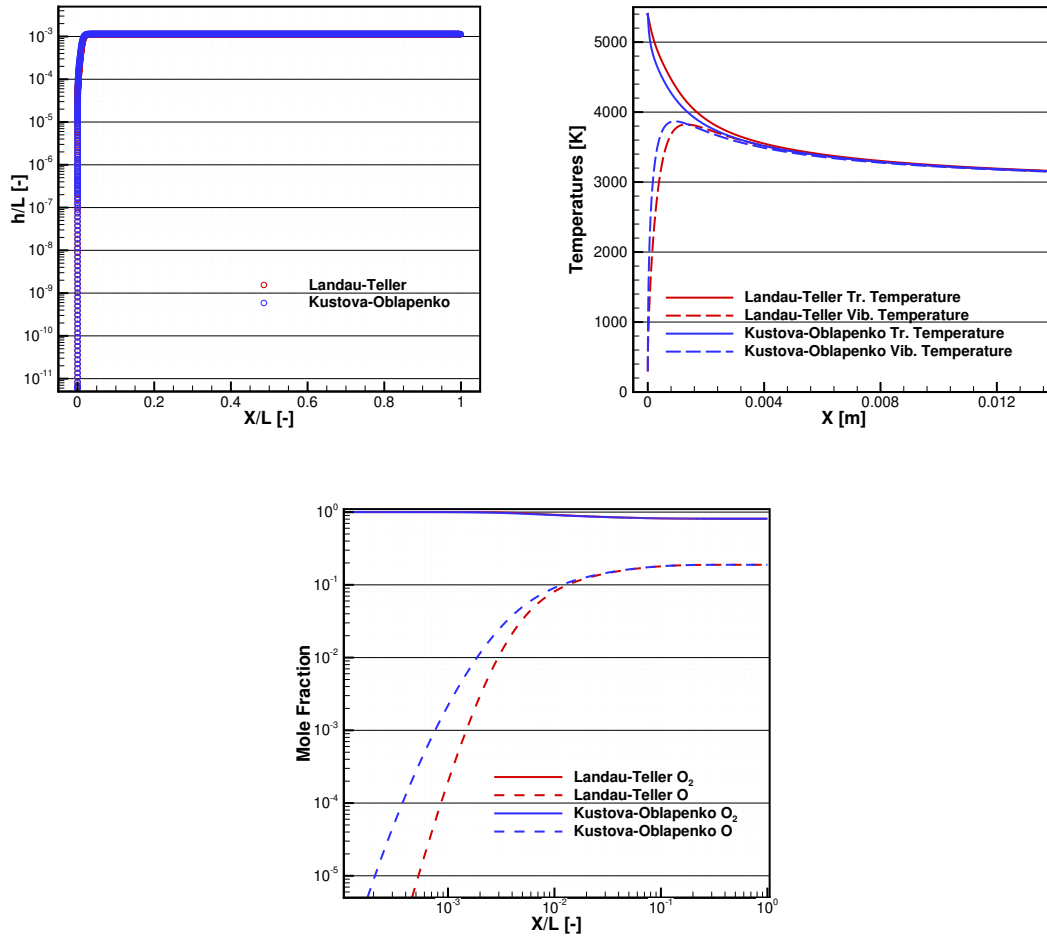 10⁻³
10⁻⁴
10⁻⁵
10⁻⁶
10⁻⁷
10⁻⁸
10⁻⁹
10⁻¹⁰
10⁻¹¹
h/L [-]
Landau-Teller
Kustova-Oblapenko
0 0.2 0.4 0.6 0.8 1
X/L [-]
5000
4000
3000
2000
1000
0
Temperatures [K]
Landau-Teller Tr. Temperature
Landau-Teller Vib. Temperature
Kustova-Oblapenko Tr. Temperature
Kustova-Oblapenko Vib. Temperature
0 0.004 0.008 0.012
X [m]
10⁰
10⁻¹
10⁻²
10⁻³
10⁻⁴
10⁻⁵
Mole Fraction
Landau-Teller O₂
Landau-Teller O
Kustova-Oblapenko O₂
Kustova-Oblapenko O
10⁻³ 10⁻² 10⁻¹ 10⁰
X/L [-]